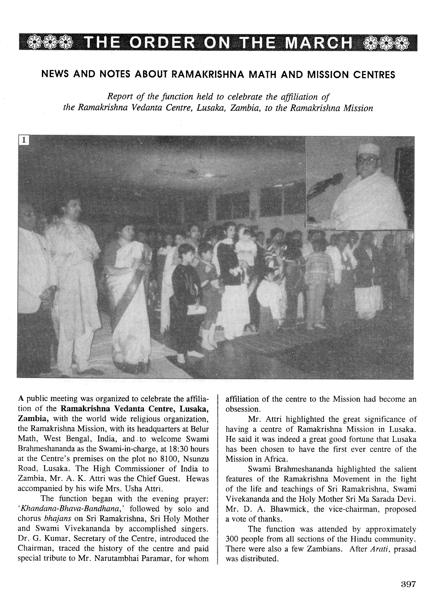 THE ORDER ON THE MARCH
NEWS AND NOTES ABOUT RAMAKRISHNA MATH AND MISSION CENTRES
Report of the function held to celebrate the affiliation of
the Ramakrishna Vedanta Centre, Lusaka, Zambia, to the Ramakrishna Mission
1
A public meeting was organized to celebrate the affilia-
tion of the Ramakrishna Vedanta Centre, Lusaka,
Zambia, with the world wide religious organization,
the Ramakrishna Mission, with its headquarters at Belur
Math, West Bengal, India, and to welcome Swami
Brahmeshananda as the Swami-in-charge, at 18:30 hours
at the Centre's premises on the plot no 8100, Nsunzu
Road, Lusaka. The High Commissioner of India to
Zambia, Mr. A. K. Attri was the Chief Guest. Hewas
accompanied by his wife Mrs. Usha Attri.
The function began with the evening prayer:
'Khandana-Bhava-Bandhana,' followed by solo and
chorus bhajans on Sri Ramakrishna, Sri Holy Mother
and Swami Vivekananda by accomplished singers.
Dr. G. Kumar, Secretary of the Centre, introduced the
Chairman, traced the history of the centre and paid
special tribute to Mr. Narutambhai Paramar, for whom
affiliation of the centre to the Mission had become an
obsession.
Mr. Attri highlighted the great significance of
having a centre of Ramakrishna Mission in Lusaka.
He said it was indeed a great good fortune that Lusaka
has been chosen to have the first ever centre of the
Mission in Africa.
Swami Brahmeshananda highlighted the salient
features of the Ramakrishna Movement in the light
of the life and teachings of Sri Ramakrishna, Swami
Vivekananda and the Holy Mother Sri Ma Sarada Devi.
Mr. D. A. Bhawmick, the vice-chairman, proposed
a vote of thanks.
The function was attended by approximately
300 people from all sections of the Hindu community.
There were also a few Zambians. After Arati, prasad
was distributed.
397